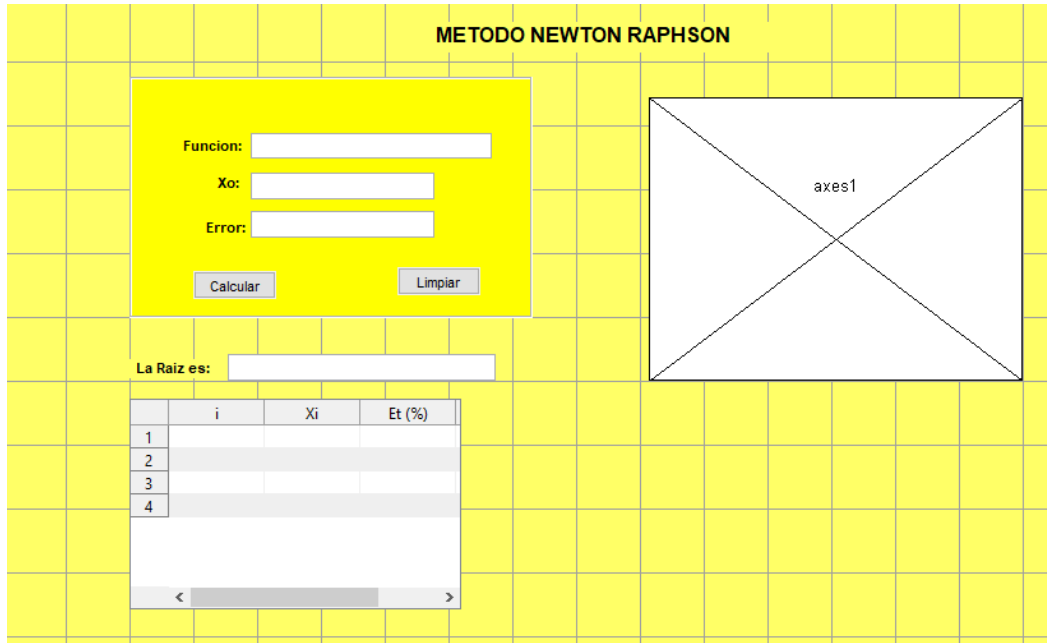 METODO NEWTON RAPHSON
Funcion:
Xo:
Error:
Calcular
Limpiar
axes1
La Raiz es:
i Xi Et (%)
1
2
3
4